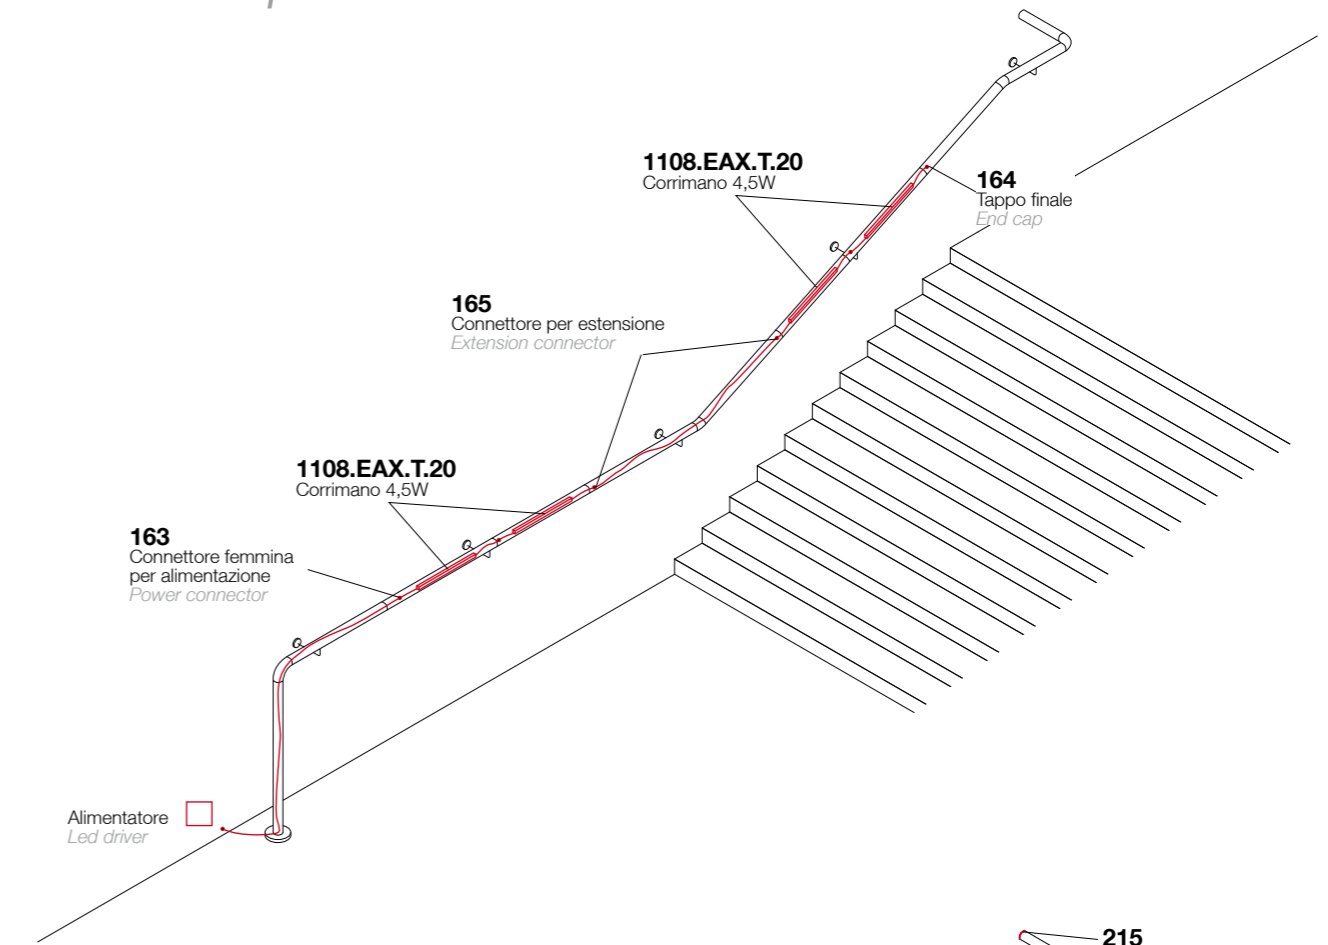 1108.EAX.T.20
Corrimano 4,5W
164
Tappo finale
End cap
165
Connettore per estensione
Extension connector
1108.EAX.T.20
Corrimano 4,5W
163
Connettore femmina
per alimentazione
Power connector
Alimentatore
Led driver
215